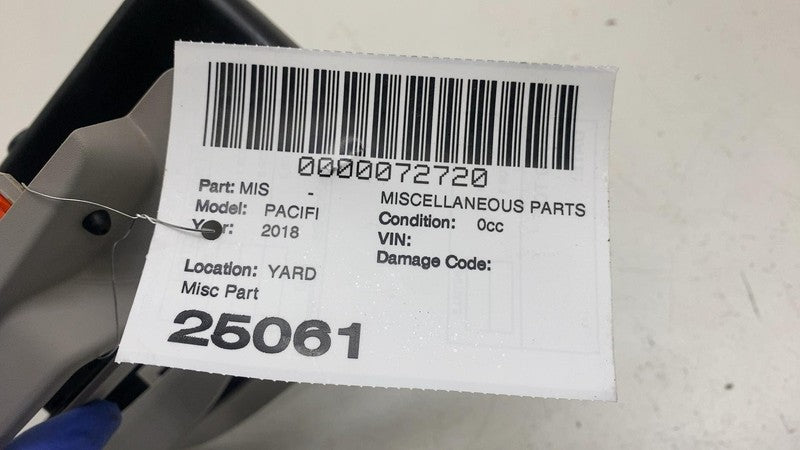 0000072720
Part: MIS - MISCELLANEOUS PARTS
Model: PACIFI Condition: 0cc
Year: 2018 VIN:
Damage Code:
Location: YARD
Misc Part
25061